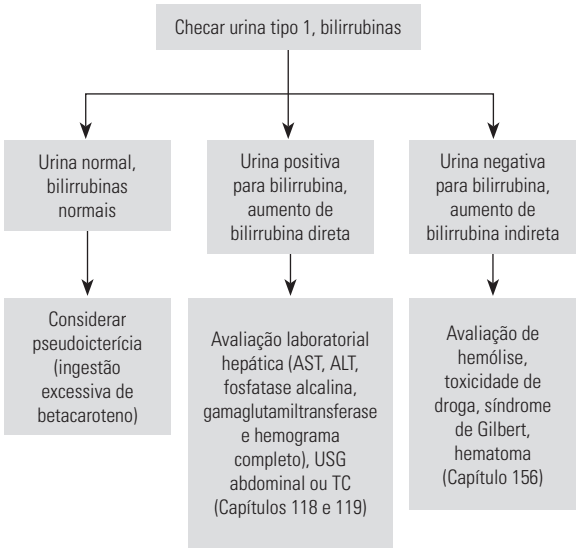 Checar urina tipo 1, bilirrubinas
Urina normal,
bilirrubinas
normais
Urina positiva
para bilirrubina,
aumento de
bilirrubina direta
Urina negativa
para bilirrubina,
aumento de
bilirrubina indireta
Considerar
pseudoicterícia
(ingestão
excessiva de
betacaroteno)
Avaliação laboratorial
hepática (AST, ALT,
fosfatase alcalina,
gamaglutamiltransferase
e hemograma
completo), USG
abdominal ou TC
(Capítulos 118 e 119)
Avaliação de
hemólise,
toxicidade de
droga, síndrome
de Gilbert,
hematoma
(Capítulo 156)